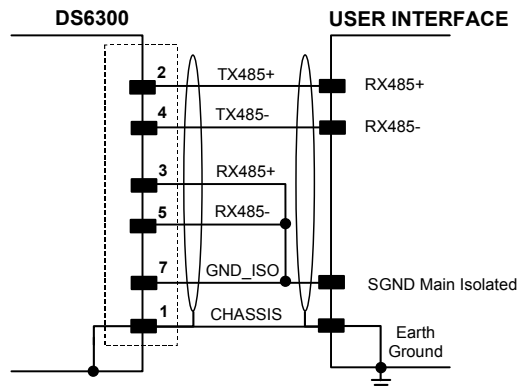 DS6300 USER INTERFACE
2 TX485+ RX485+
4 TX485- RX485-
3 RX485+
5 RX485-
7 GND_ISO SGND Main Isolated
1 CHASSIS
Earth
Ground